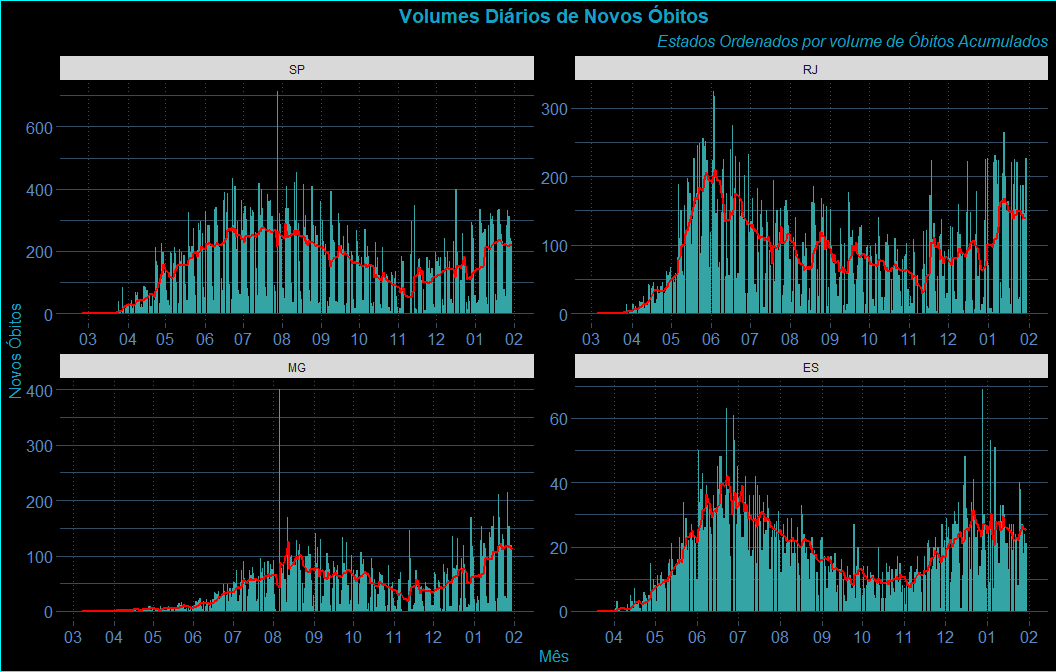 Volumes Diários de Novos Óbitos
Estados Ordenados por volume de Óbitos Acumulados
SP
600
400
200
0
03 04 05 06 07 08 09 10 11 12 01 02
RJ
300
200
100
0
03 04 05 06 07 08 09 10 11 12 01 02
Novos Óbitos
MG
400
300
200
100
0
03 04 05 06 07 08 09 10 11 12 01 02
ES
60
40
20
0
04 05 06 07 08 09 10 11 12 01 02
Mês